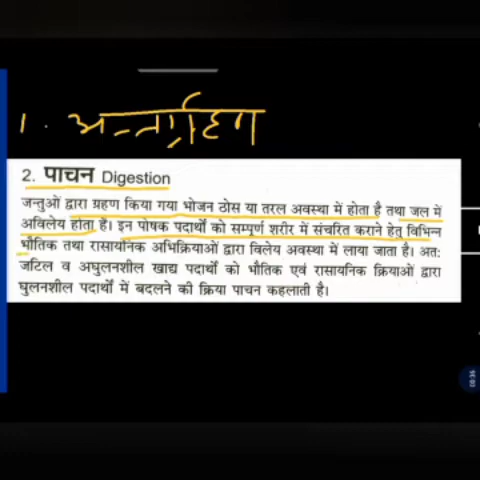 1. अन्तर्ग्रहण
2. पाचन Digestion
जन्तुओं द्वारा ग्रहण किया गया भोजन ठोस या तरल अवस्था में होता है तथा जल में
अविलेय होता है। इन पोषक पदार्थों को सम्पूर्ण शरीर में संचरित कराने हेतु विभिन्न
भौतिक तथा रासायनिक अभिक्रियाओं द्वारा विलेय अवस्था में लाया जाता है। अत:
जटिल व अघुलनशील खाद्य पदार्थों को भौतिक एवं रासायनिक क्रियाओं द्वारा
घुलनशील पदार्थों में बदलने की क्रिया पाचन कहलाती है।